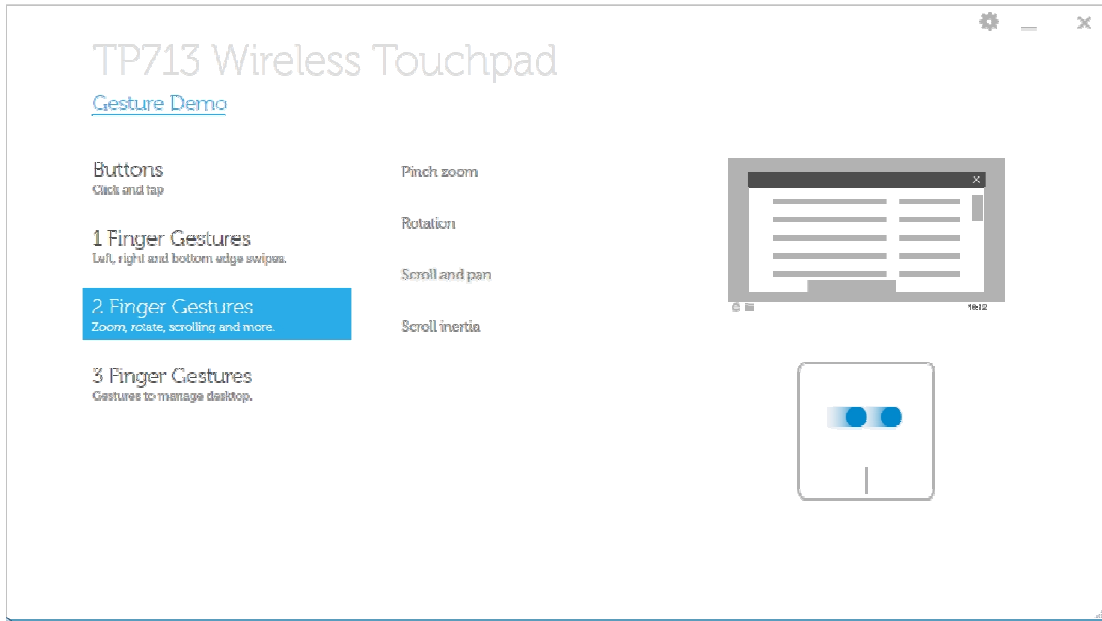 TP713 Wireless Touchpad
Gesture Demo
Buttons
Click and tap
1 Finger Gestures
Left, right and bottom edge swipes.
2 Finger Gestures
Zoom, rotate, scrolling and more.
3 Finger Gestures
Gestures to manage desktop.
Pinch zoom
Rotation
Scroll and pan
Scroll inertia